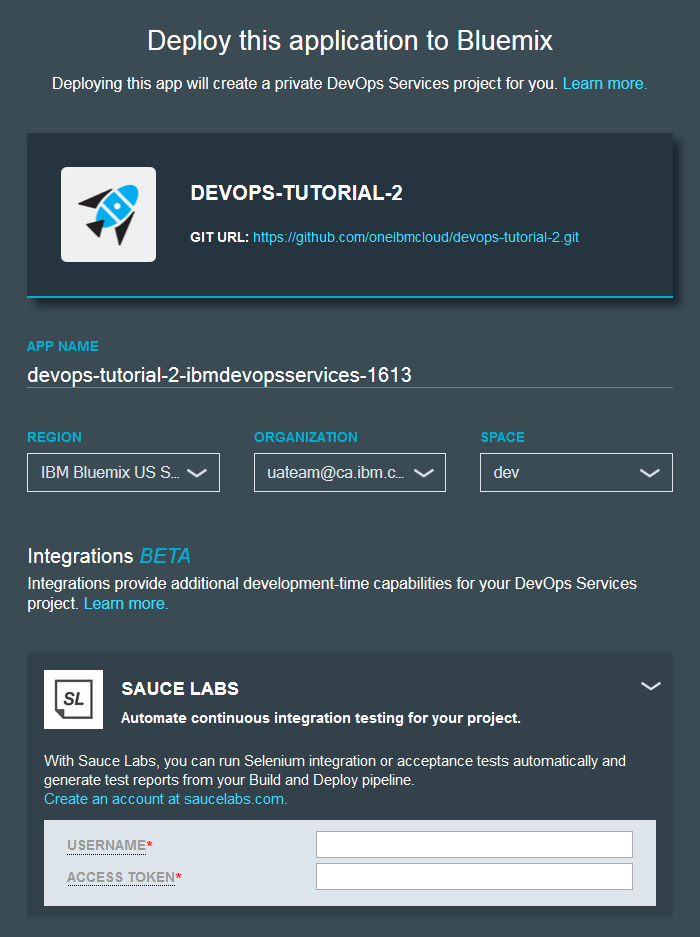 Deploy this application to Bluemix
Deploying this app will create a private DevOps Services project for you. Learn more.
DEVOPS-TUTORIAL-2
GIT URL: https://github.com/oneibmcloud/devops-tutorial-2.git
APP NAME
devops-tutorial-2-ibmdevopsservices-1613
REGION ORGANIZATION SPACE
IBM Bluemix US S... uateam@ca.ibm.c... dev
Integrations BETA
Integrations provide additional development-time capabilities for your DevOps Services
project. Learn more.
SL
SAUCE LABS
Automate continuous integration testing for your project.
With Sauce Labs, you can run Selenium integration or acceptance tests automatically and
generate test reports from your Build and Deploy pipeline.
Create an account at saucelabs.com.
USERNAME*
ACCESS TOKEN*